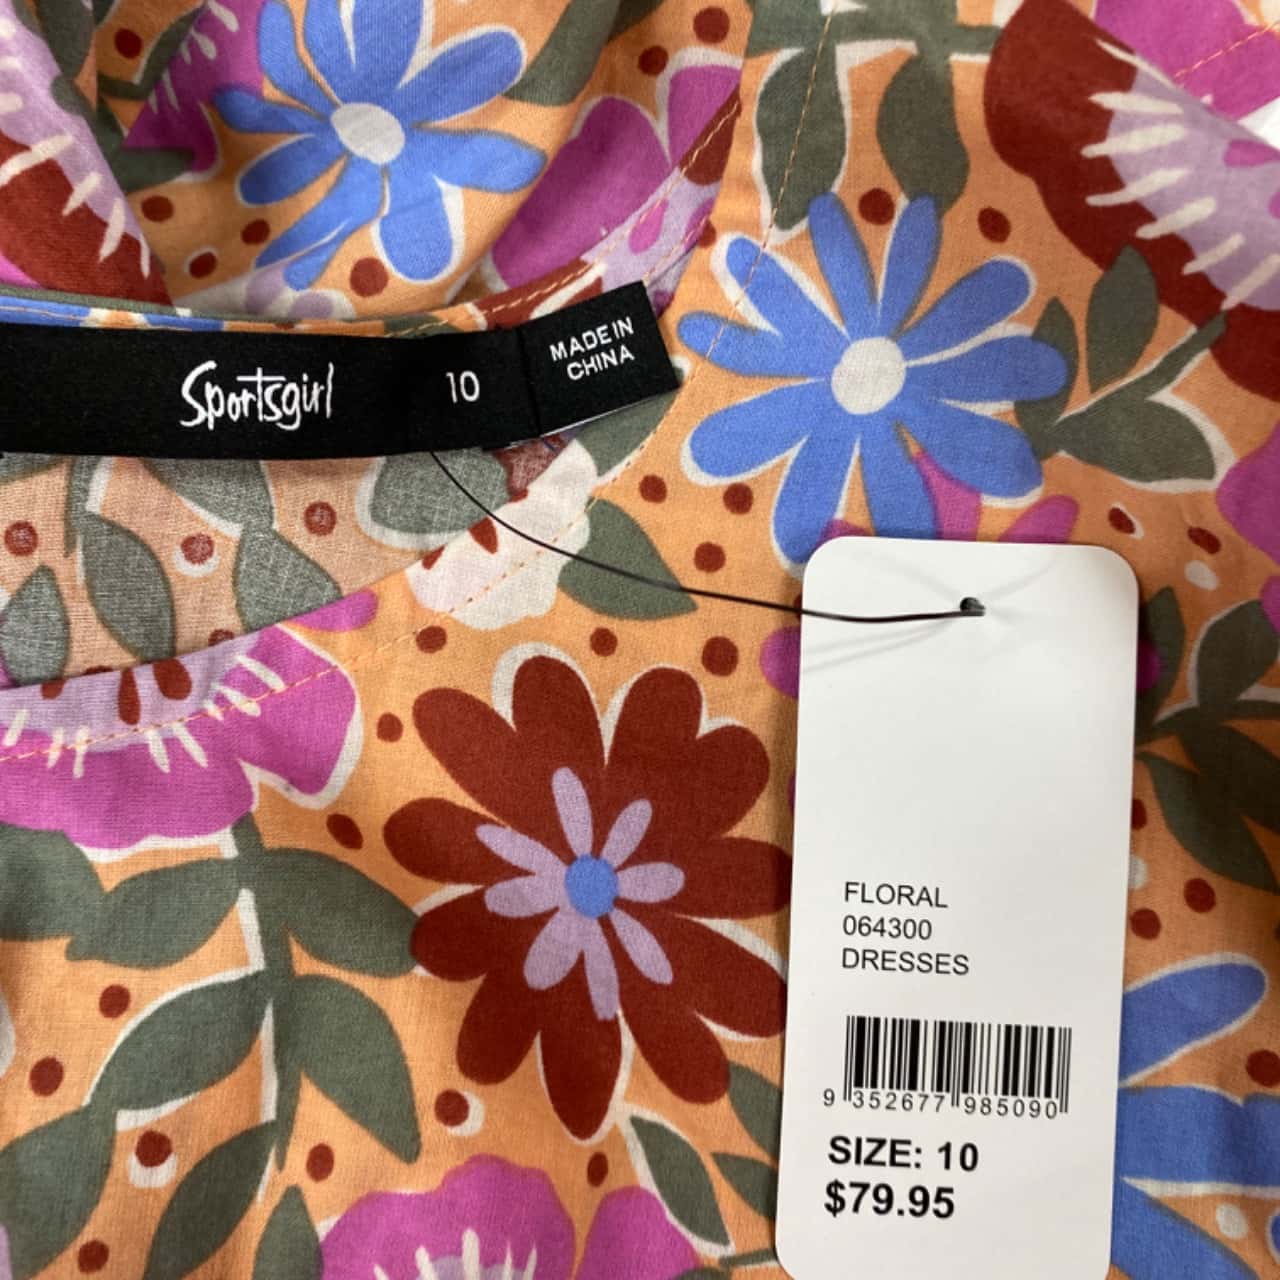 Sportsgirl
10
MADE IN
CHINA
FLORAL
064300
DRESSES
9 352677 985090
SIZE: 10
$79.95